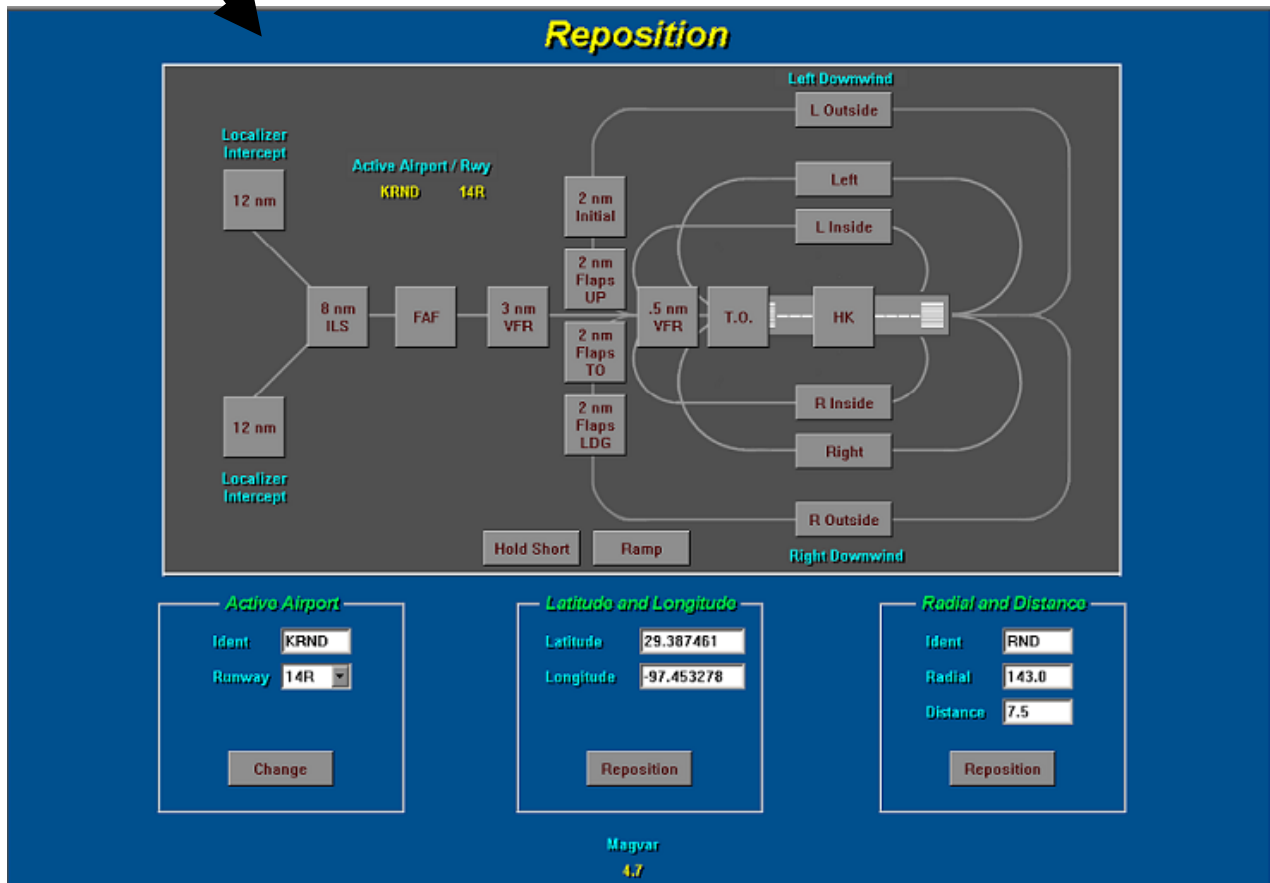 Reposition
Left Downwind
L Outside
Localizer
Intercept
Active Airport / Rwy
KRND 14R
12 nm
2 nm
Initial
Left
L Inside
2 nm
Flaps
UP
8 nm
ILS
FAF
3 nm
VFR
.5 nm
VFR
T.O.
HK
2 nm
Flaps
TO
12 nm
2 nm
Flaps
LDG
R Inside
Right
Localizer
Intercept
R Outside
Right Downwind
Hold Short
Ramp
Active Airport
Ident KRND
Runway 14R
Change
Latitude and Longitude
Latitude 29.387461
Longitude -97.453278
Reposition
Radial and Distance
Ident RND
Radial 143.0
Distance 7.5
Reposition
Magvar
4.7